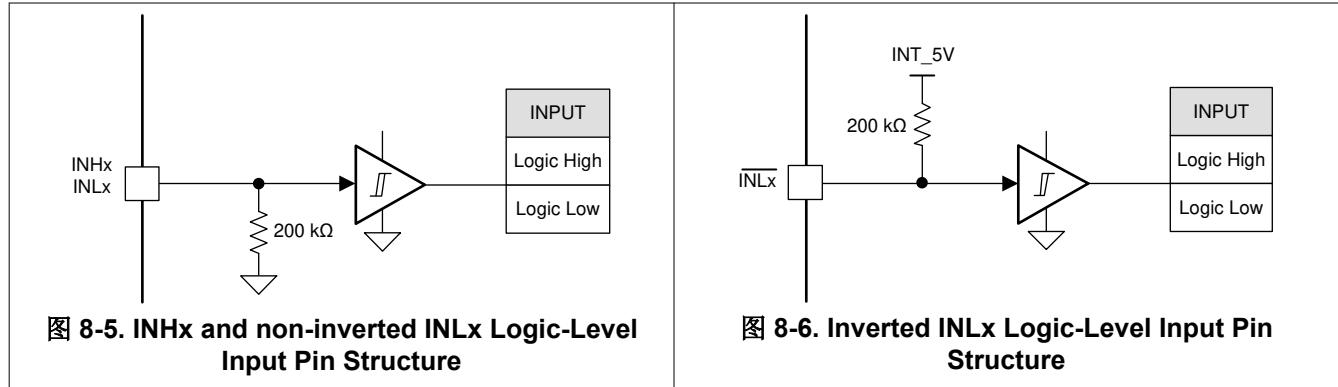 INHx
INLx
200 kΩ
INPUT
Logic High
Logic Low
图 8-5. INHx and non-inverted INLx Logic-Level
Input Pin Structure
INT_5V
200 kΩ
I̅N̅L̅x̅
INPUT
Logic High
Logic Low
图 8-6. Inverted INLx Logic-Level Input Pin
Structure